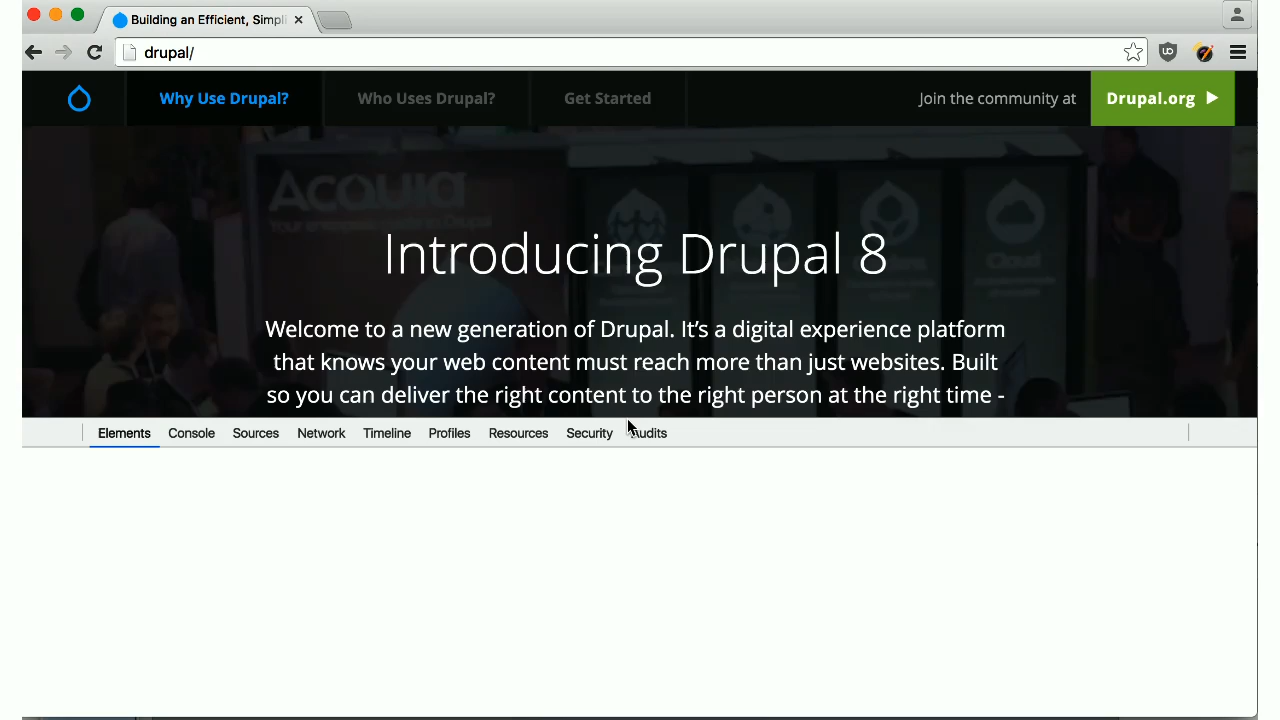 Building an Efficient, Simpli
drupal/
Why Use Drupal? Who Uses Drupal? Get Started Join the community at Drupal.org
Acquia
Introducing Drupal 8
Welcome to a new generation of Drupal. It's a digital experience platform
that knows your web content must reach more than just websites. Built
so you can deliver the right content to the right person at the right time -
Elements Console Sources Network Timeline Profiles Resources Security Audits